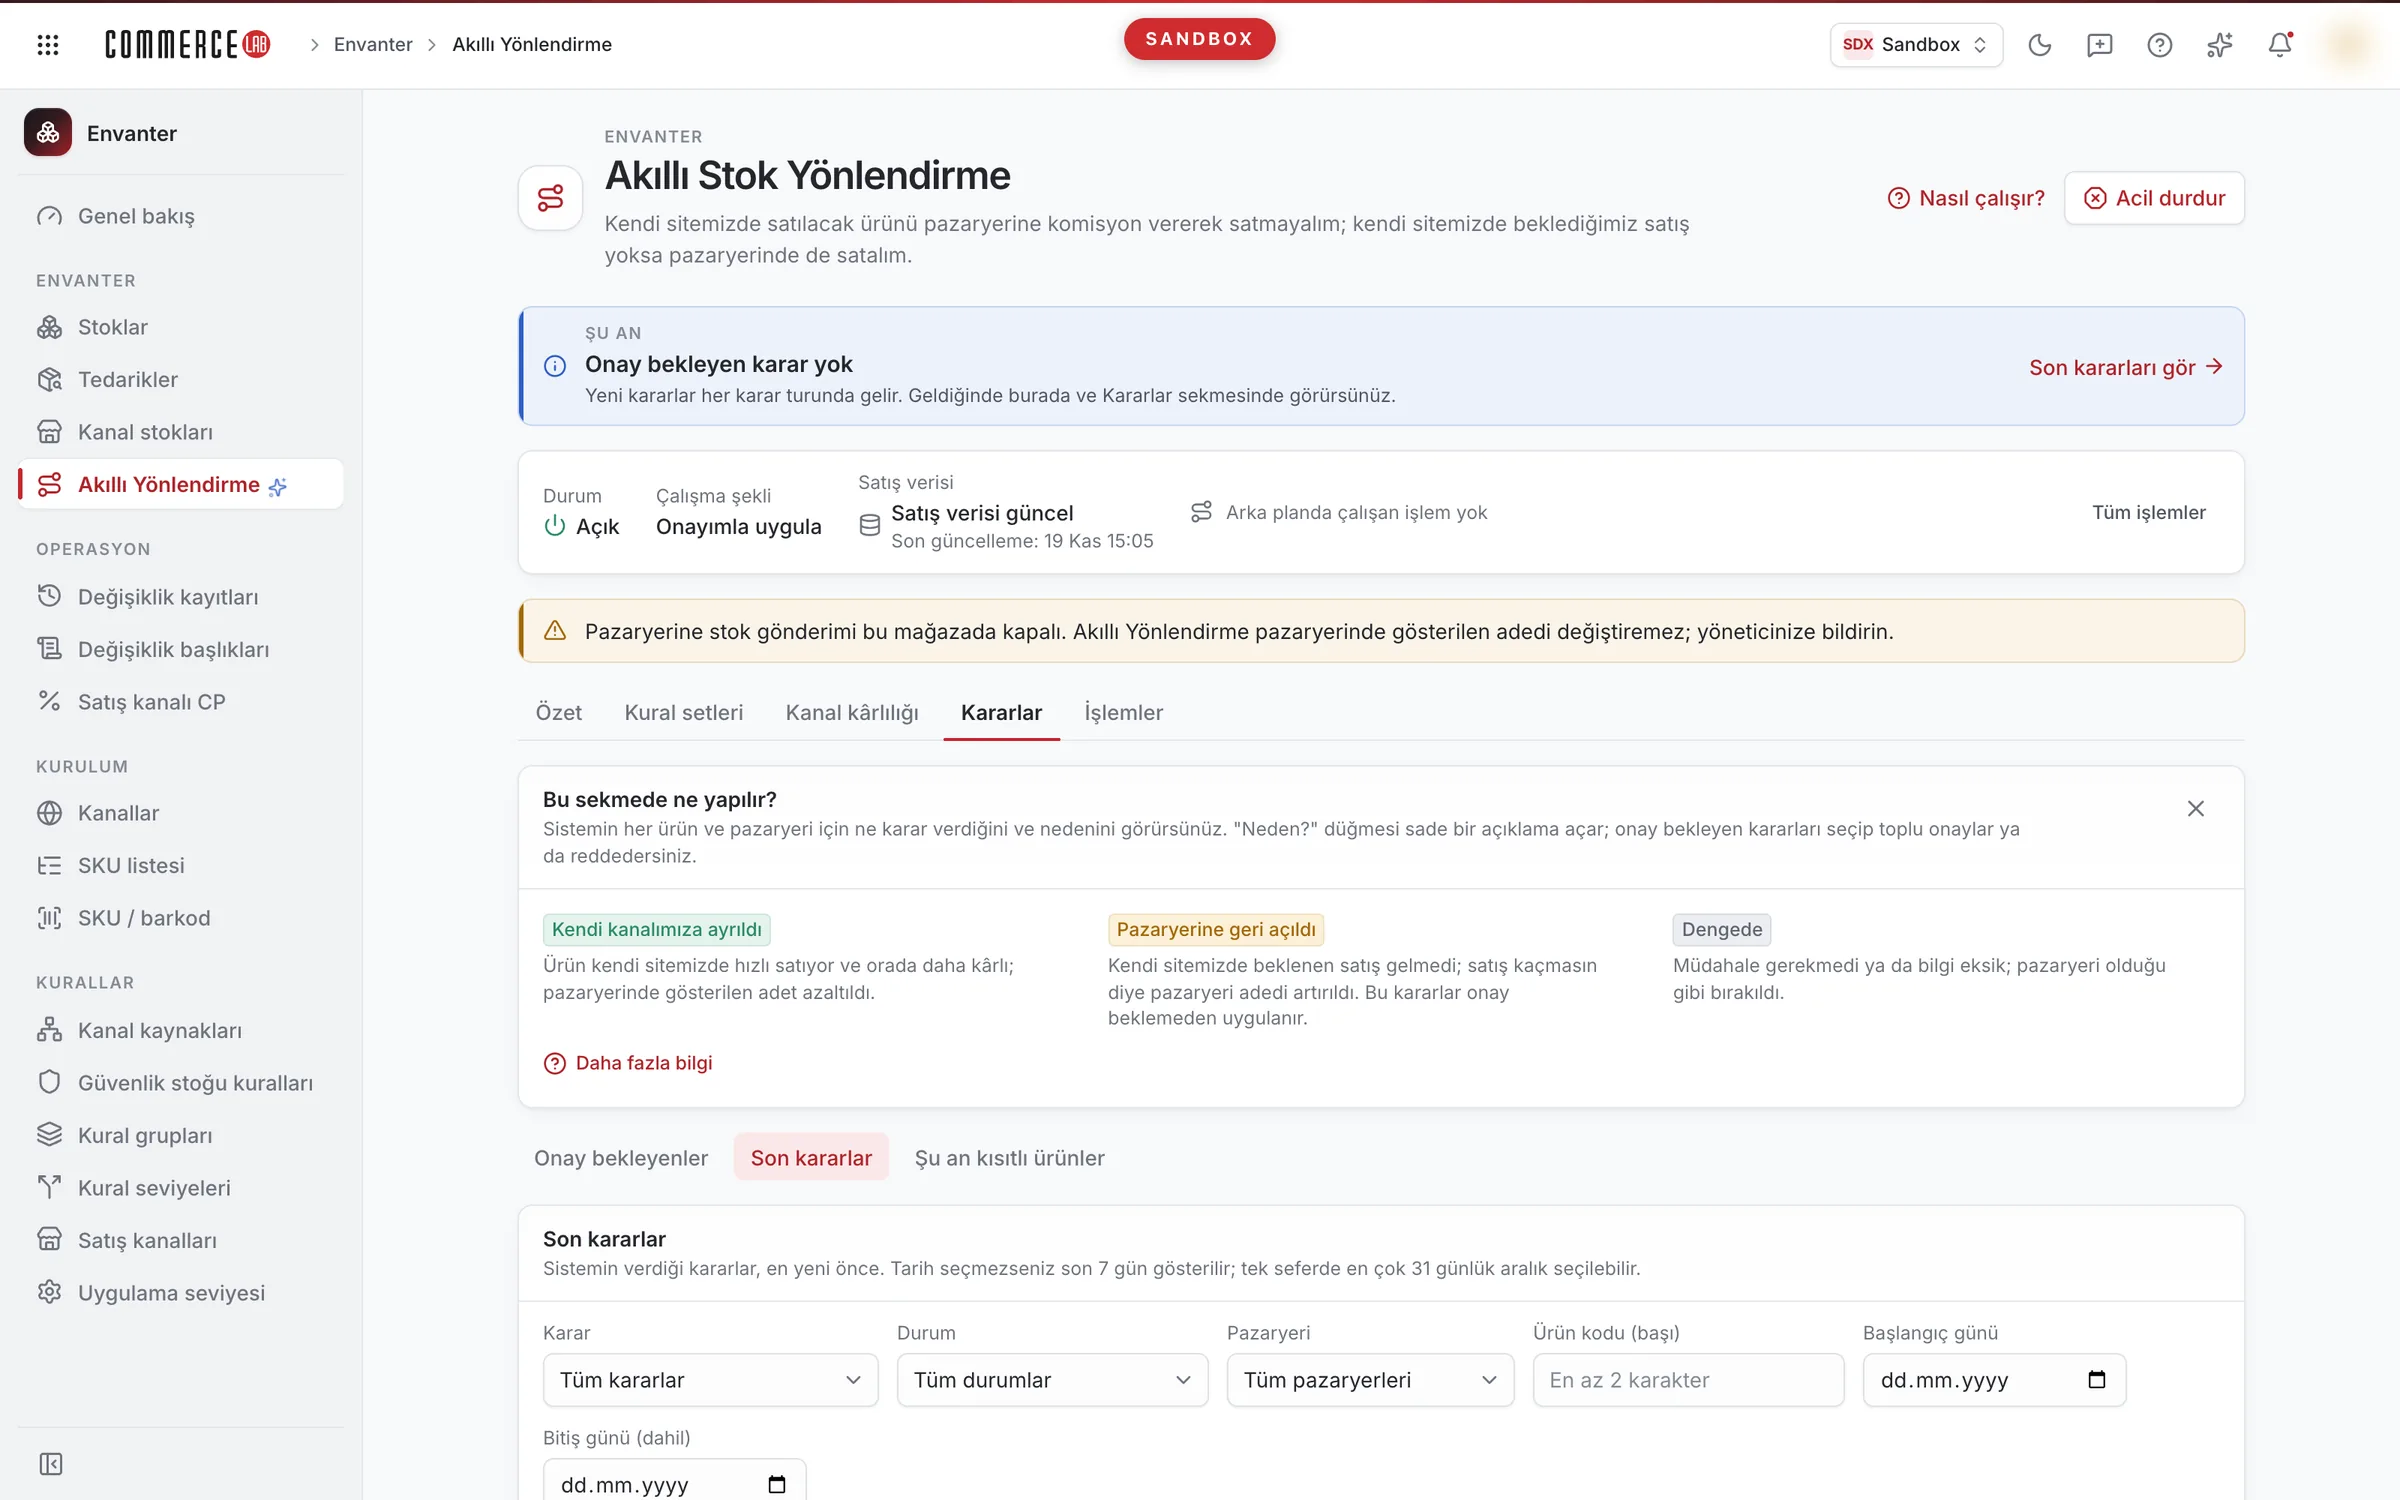 COMMERCE LAB
Envanter
Akıllı Yönlendirme
SANDBOX
SDX Sandbox
Envanter
Genel bakış
ENVANTER
Stoklar
Tedarikler
Kanal stokları
Akıllı Yönlendirme
OPERASYON
Değişiklik kayıtları
Değişiklik başlıkları
Satış kanalı CP
KURULUM
Kanallar
SKU listesi
SKU / barkod
KURALLAR
Kanal kaynakları
Güvenlik stoğu kuralları
Kural grupları
Kural seviyeleri
Satış kanalları
Uygulama seviyesi
ENVANTER
Akıllı Stok Yönlendirme
Kendi sitemizde satılacak ürünü pazaryerine komisyon vererek satmayalım; kendi sitemizde beklediğimiz satış
yoksa pazaryerinde de satalım.
Nasıl çalışır?
Acil durdur
ŞU AN
Onay bekleyen karar yok
Yeni kararlar her karar turunda gelir. Geldiğinde burada ve Kararlar sekmesinde görürsünüz.
Son kararları gör
Durum
Açık
Çalışma şekli
Onayımla uygula
Satış verisi
Satış verisi güncel
Son güncelleme: 19 Kas 15:05
Arka planda çalışan işlem yok
Tüm işlemler
Pazaryerine stok gönderimi bu mağazada kapalı. Akıllı Yönlendirme pazaryerinde gösterilen adedi değiştiremez; yöneticinize bildirin.
Özet
Kural setleri
Kanal kârlılığı
Kararlar
İşlemler
Bu sekmede ne yapılır?
Sistemin her ürün ve pazaryeri için ne karar verdiğini ve nedenini görürsünüz. "Neden?" düğmesi sade bir açıklama açar; onay bekleyen kararları seçip toplu onaylar ya
da reddedersiniz.
Kendi kanalımıza ayrıldı
Ürün kendi sitemizde hızlı satıyor ve orada daha kârlı;
pazaryerinde gösterilen adet azaltıldı.
Pazaryerine geri açıldı
Kendi sitemizde beklenen satış gelmedi; satış kaçmasın
diye pazaryeri adedi artırıldı. Bu kararlar onay
beklemeden uygulanır.
Dengede
Müdahale gerekmedi ya da bilgi eksik; pazaryeri olduğu
gibi bırakıldı.
Daha fazla bilgi
Onay bekleyenler
Son kararlar
Şu an kısıtlı ürünler
Son kararlar
Sistemin verdiği kararlar, en yeni önce. Tarih seçmezseniz son 7 gün gösterilir; tek seferde en çok 31 günlük aralık seçilebilir.
Karar
Tüm kararlar
Durum
Tüm durumlar
Pazaryeri
Tüm pazaryerleri
Ürün kodu (başı)
En az 2 karakter
Başlangıç günü
dd.mm.yyyy
Bitiş günü (dahil)
dd.mm.yyyy